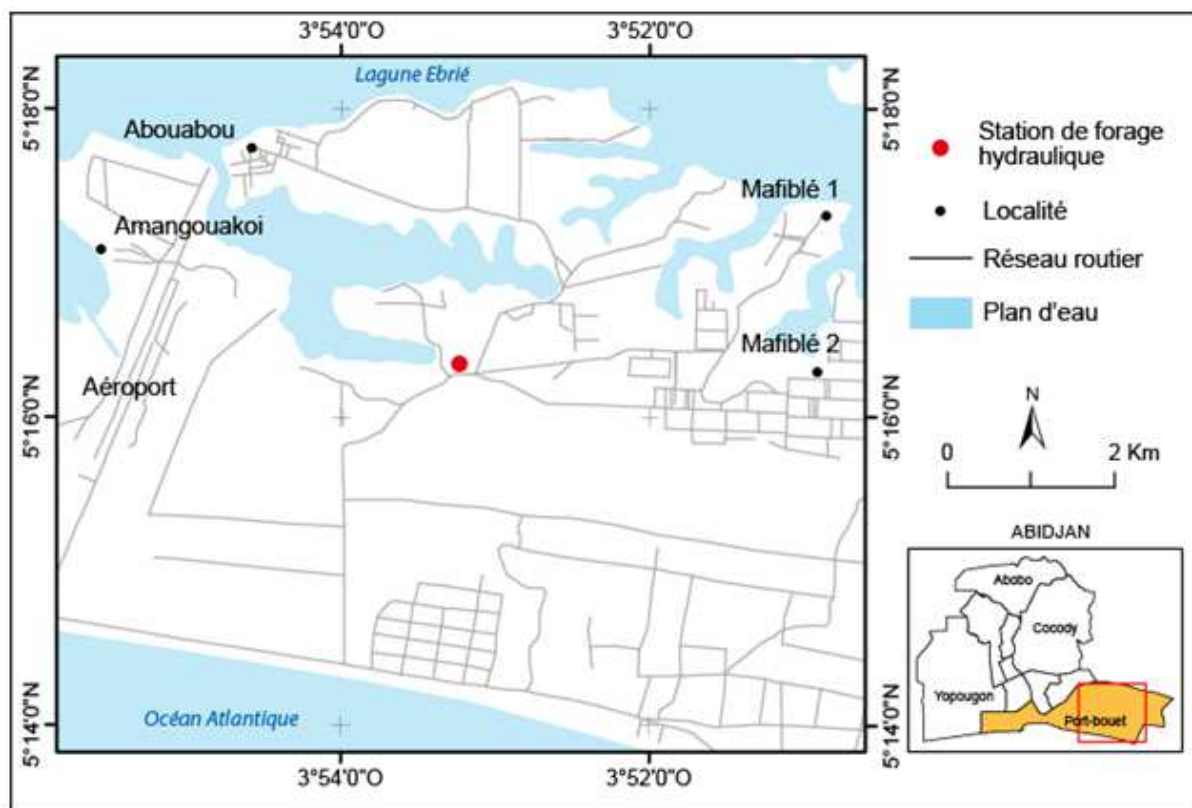 3°54'0"O
3°52'0"O
5°18'0"N
5°16'0"N
5°14'0"N
Lagune Ebrié
Abouabou
Amangouakoi
Mafiblé 1
Mafiblé 2
Aéroport
Océan Atlantique
5°18'0"N
5°16'0"N
5°14'0"N
3°54'0"O
3°52'0"O
Station de forage
hydraulique
Localité
Réseau routier
Plan d'eau
N
0
2 Km
ABIDJAN
Abobo
Cocody
Yopougon
Port-bouet